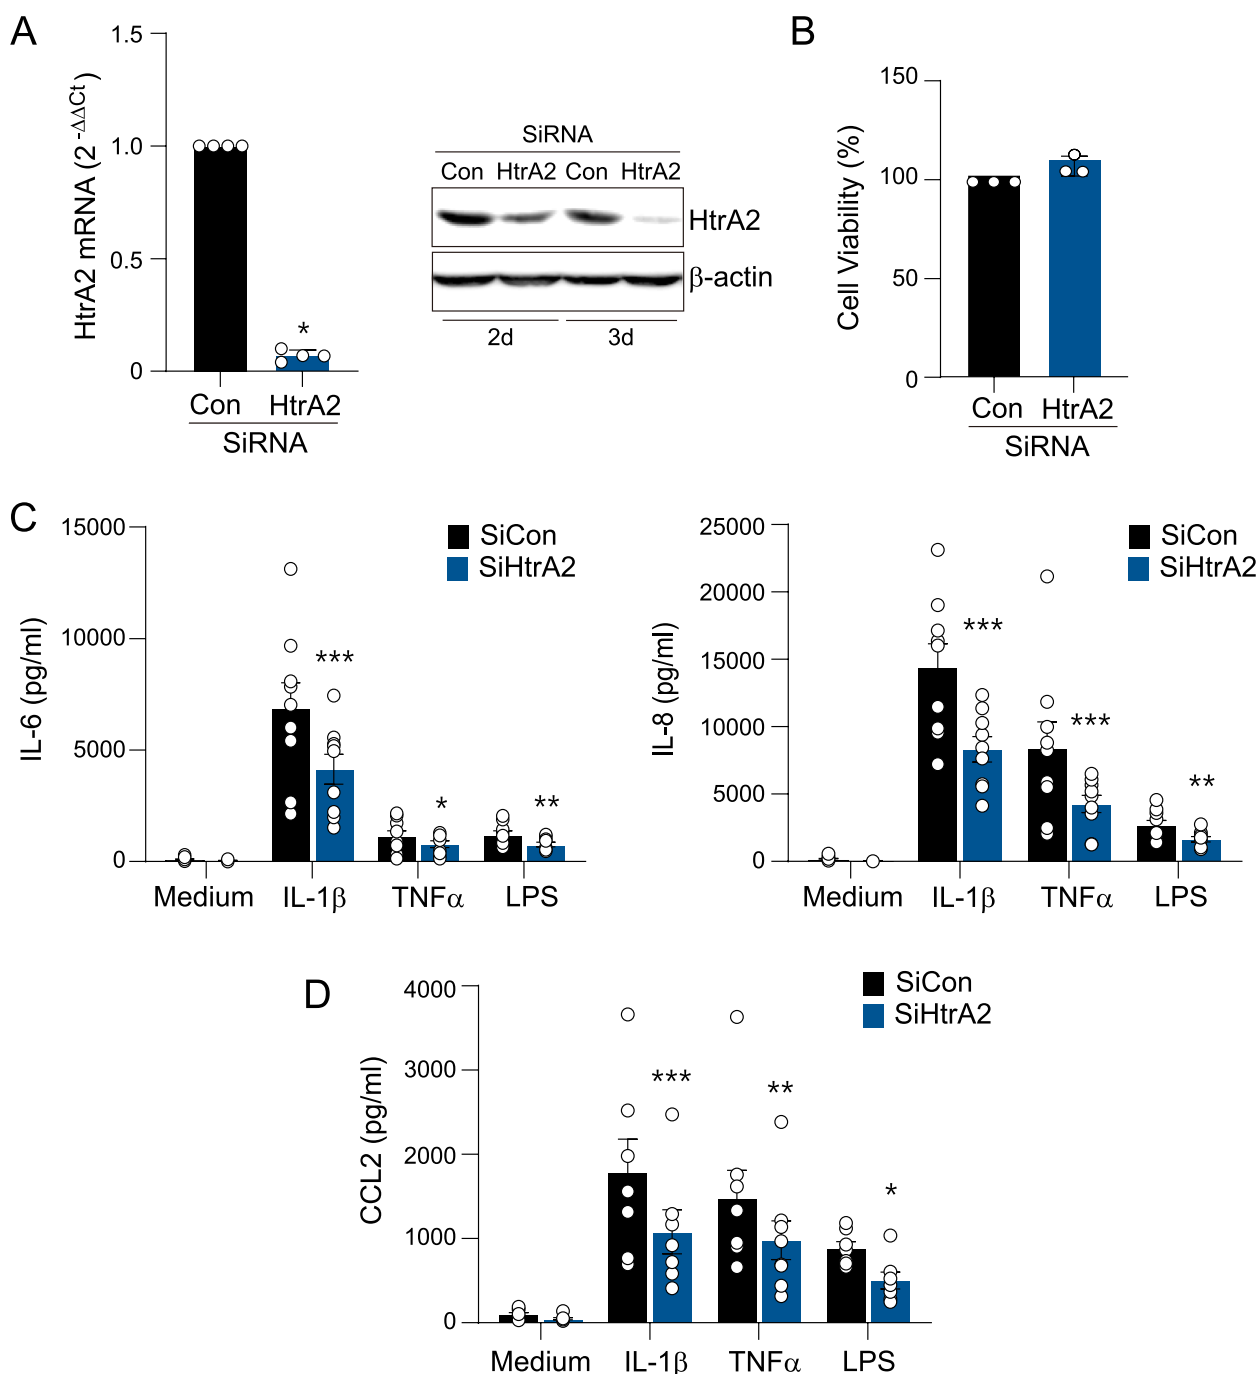 A
HtrA2 mRNA (2^-ΔΔCt)
1.5
1.0
0.5
0
*
Con HtrA2
SiRNA
SiRNA
Con HtrA2 Con HtrA2
HtrA2
β-actin
2d 3d
B
Cell Viability (%)
150
100
50
0
Con HtrA2
SiRNA
C
IL-6 (pg/ml)
15000
10000
5000
0
SiCon
SiHtrA2
***
*
**
Medium IL-1β TNFα LPS
IL-8 (pg/ml)
25000
20000
15000
10000
5000
0
SiCon
SiHtrA2
***
***
**
Medium IL-1β TNFα LPS
D
CCL2 (pg/ml)
4000
3000
2000
1000
0
SiCon
SiHtrA2
***
**
*
Medium IL-1β TNFα LPS